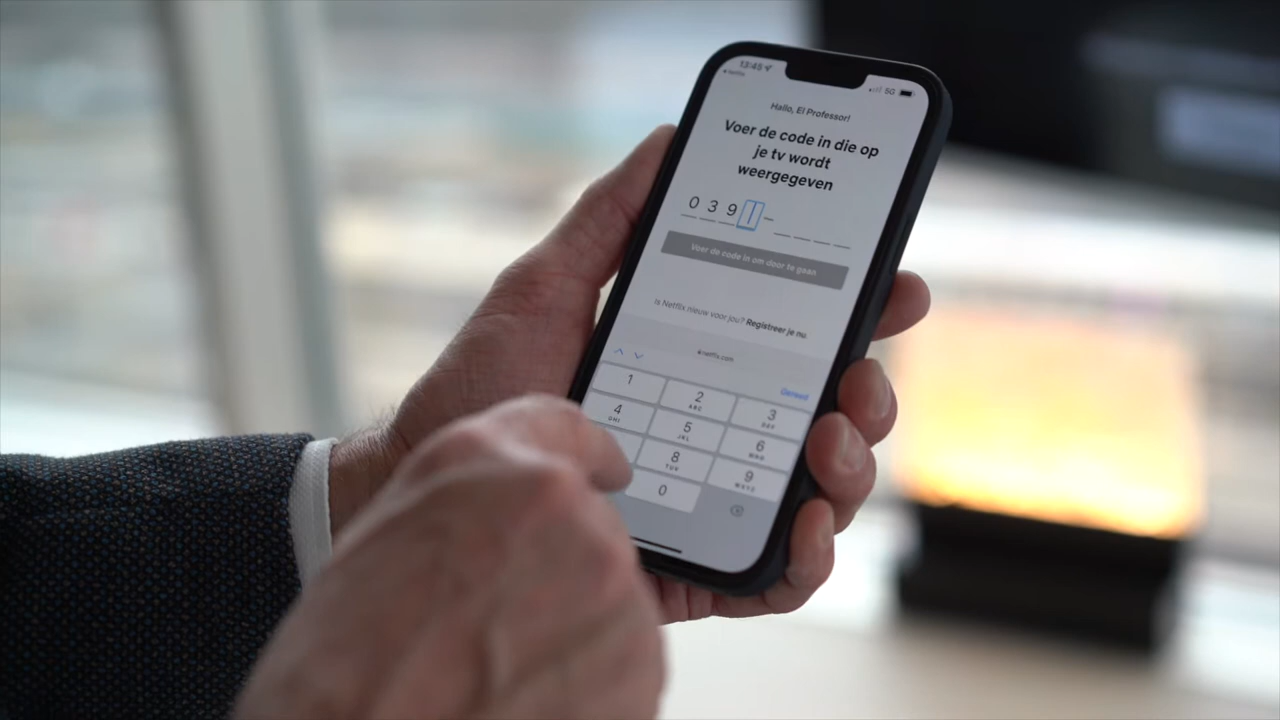 13:45
Netflix
5G
Hallo, El Professor!
Voer de code in die op
je tv wordt
weergegeven
0 3 9 –
Voer de code in om door te gaan
Is Netflix nieuw voor jou? Registreer je nu
netflix.com
Gereed
1
2
ABC
3
DEF
4
GHI
5
JKL
6
MNO
8
TUV
9
WXYZ
0